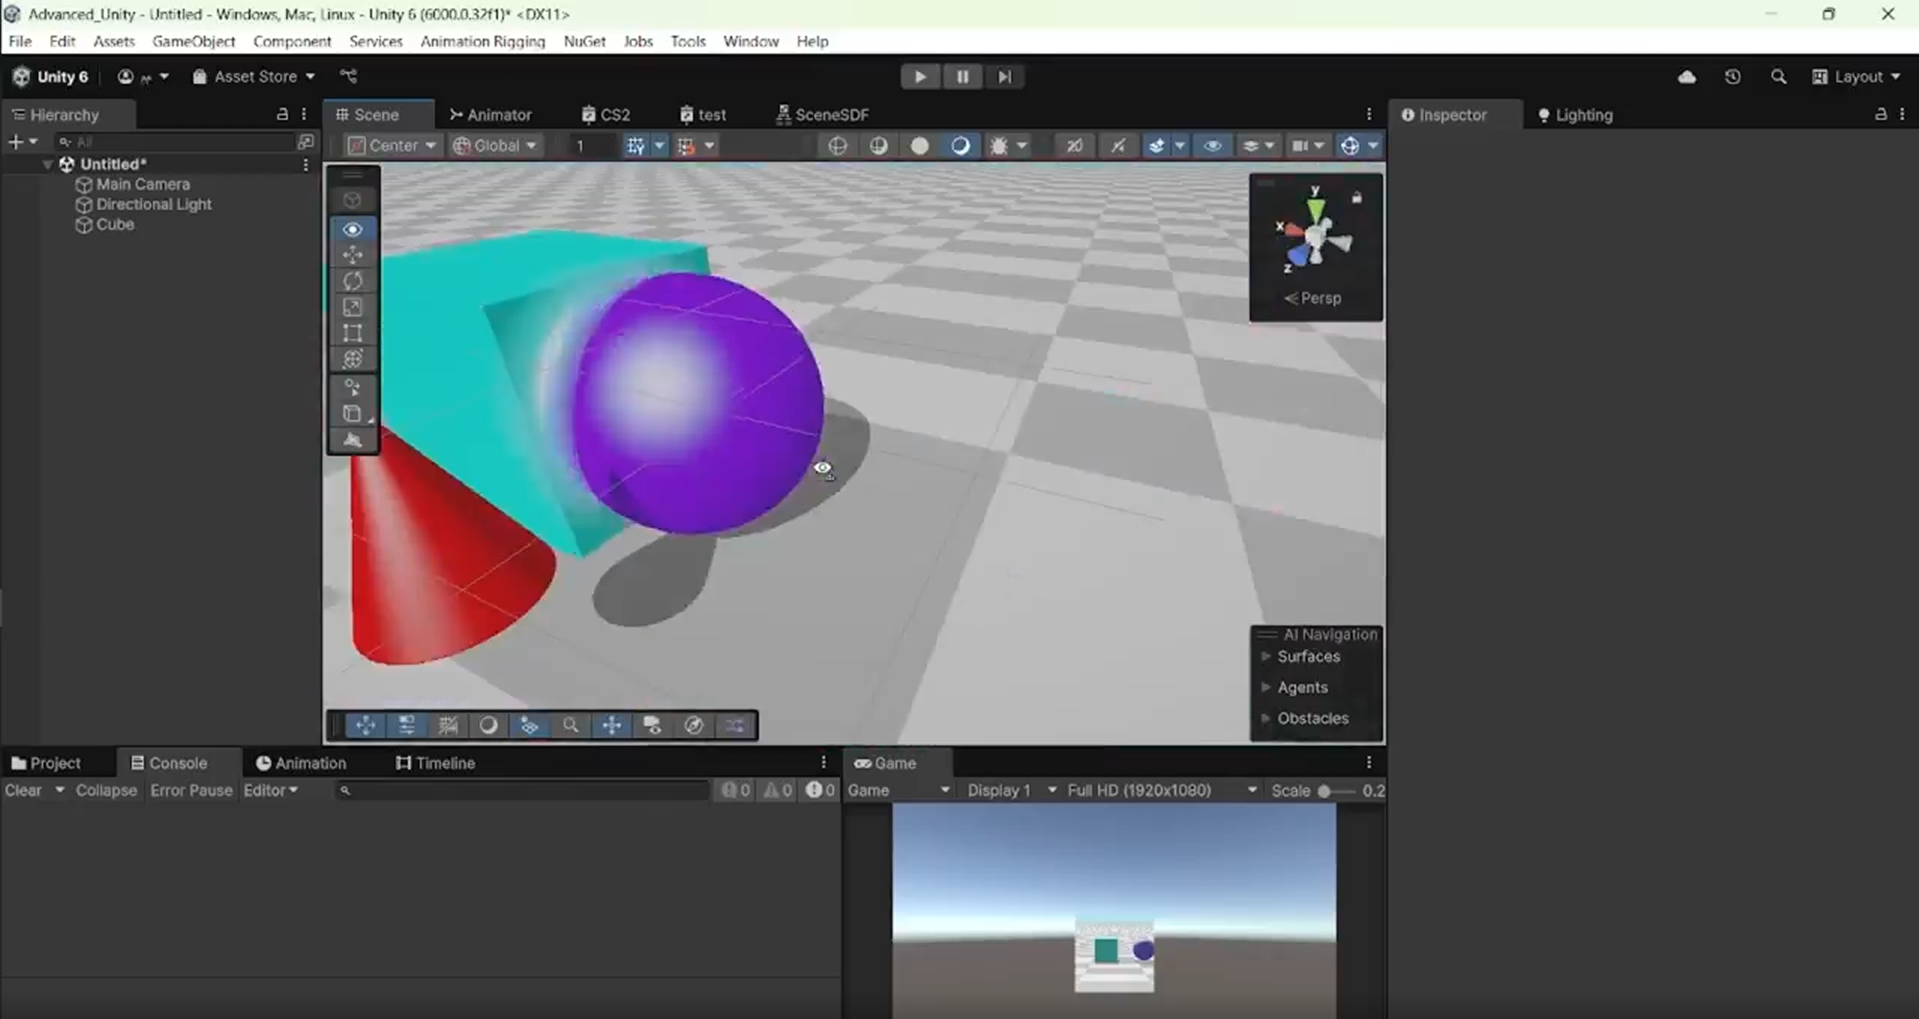 Advanced_Unity - Untitled - Windows, Mac, Linux - Unity 6 (6000.0.32f1)* <DX11>
File Edit Assets GameObject Component Services Animation Rigging NuGet Jobs Tools Window Help
Unity 6 Asset Store Layout
Hierarchy Scene Animator CS2 test SceneSDF Inspector Lighting
All Center Global 1 2D
Untitled*
Main Camera
Directional Light
Cube
y
x
z
Persp
AI Navigation
Surfaces
Agents
Obstacles
Project Console Animation Timeline Game
Clear Collapse Error Pause Editor 0 0 0 Game Display 1 Full HD (1920x1080) Scale 0.2